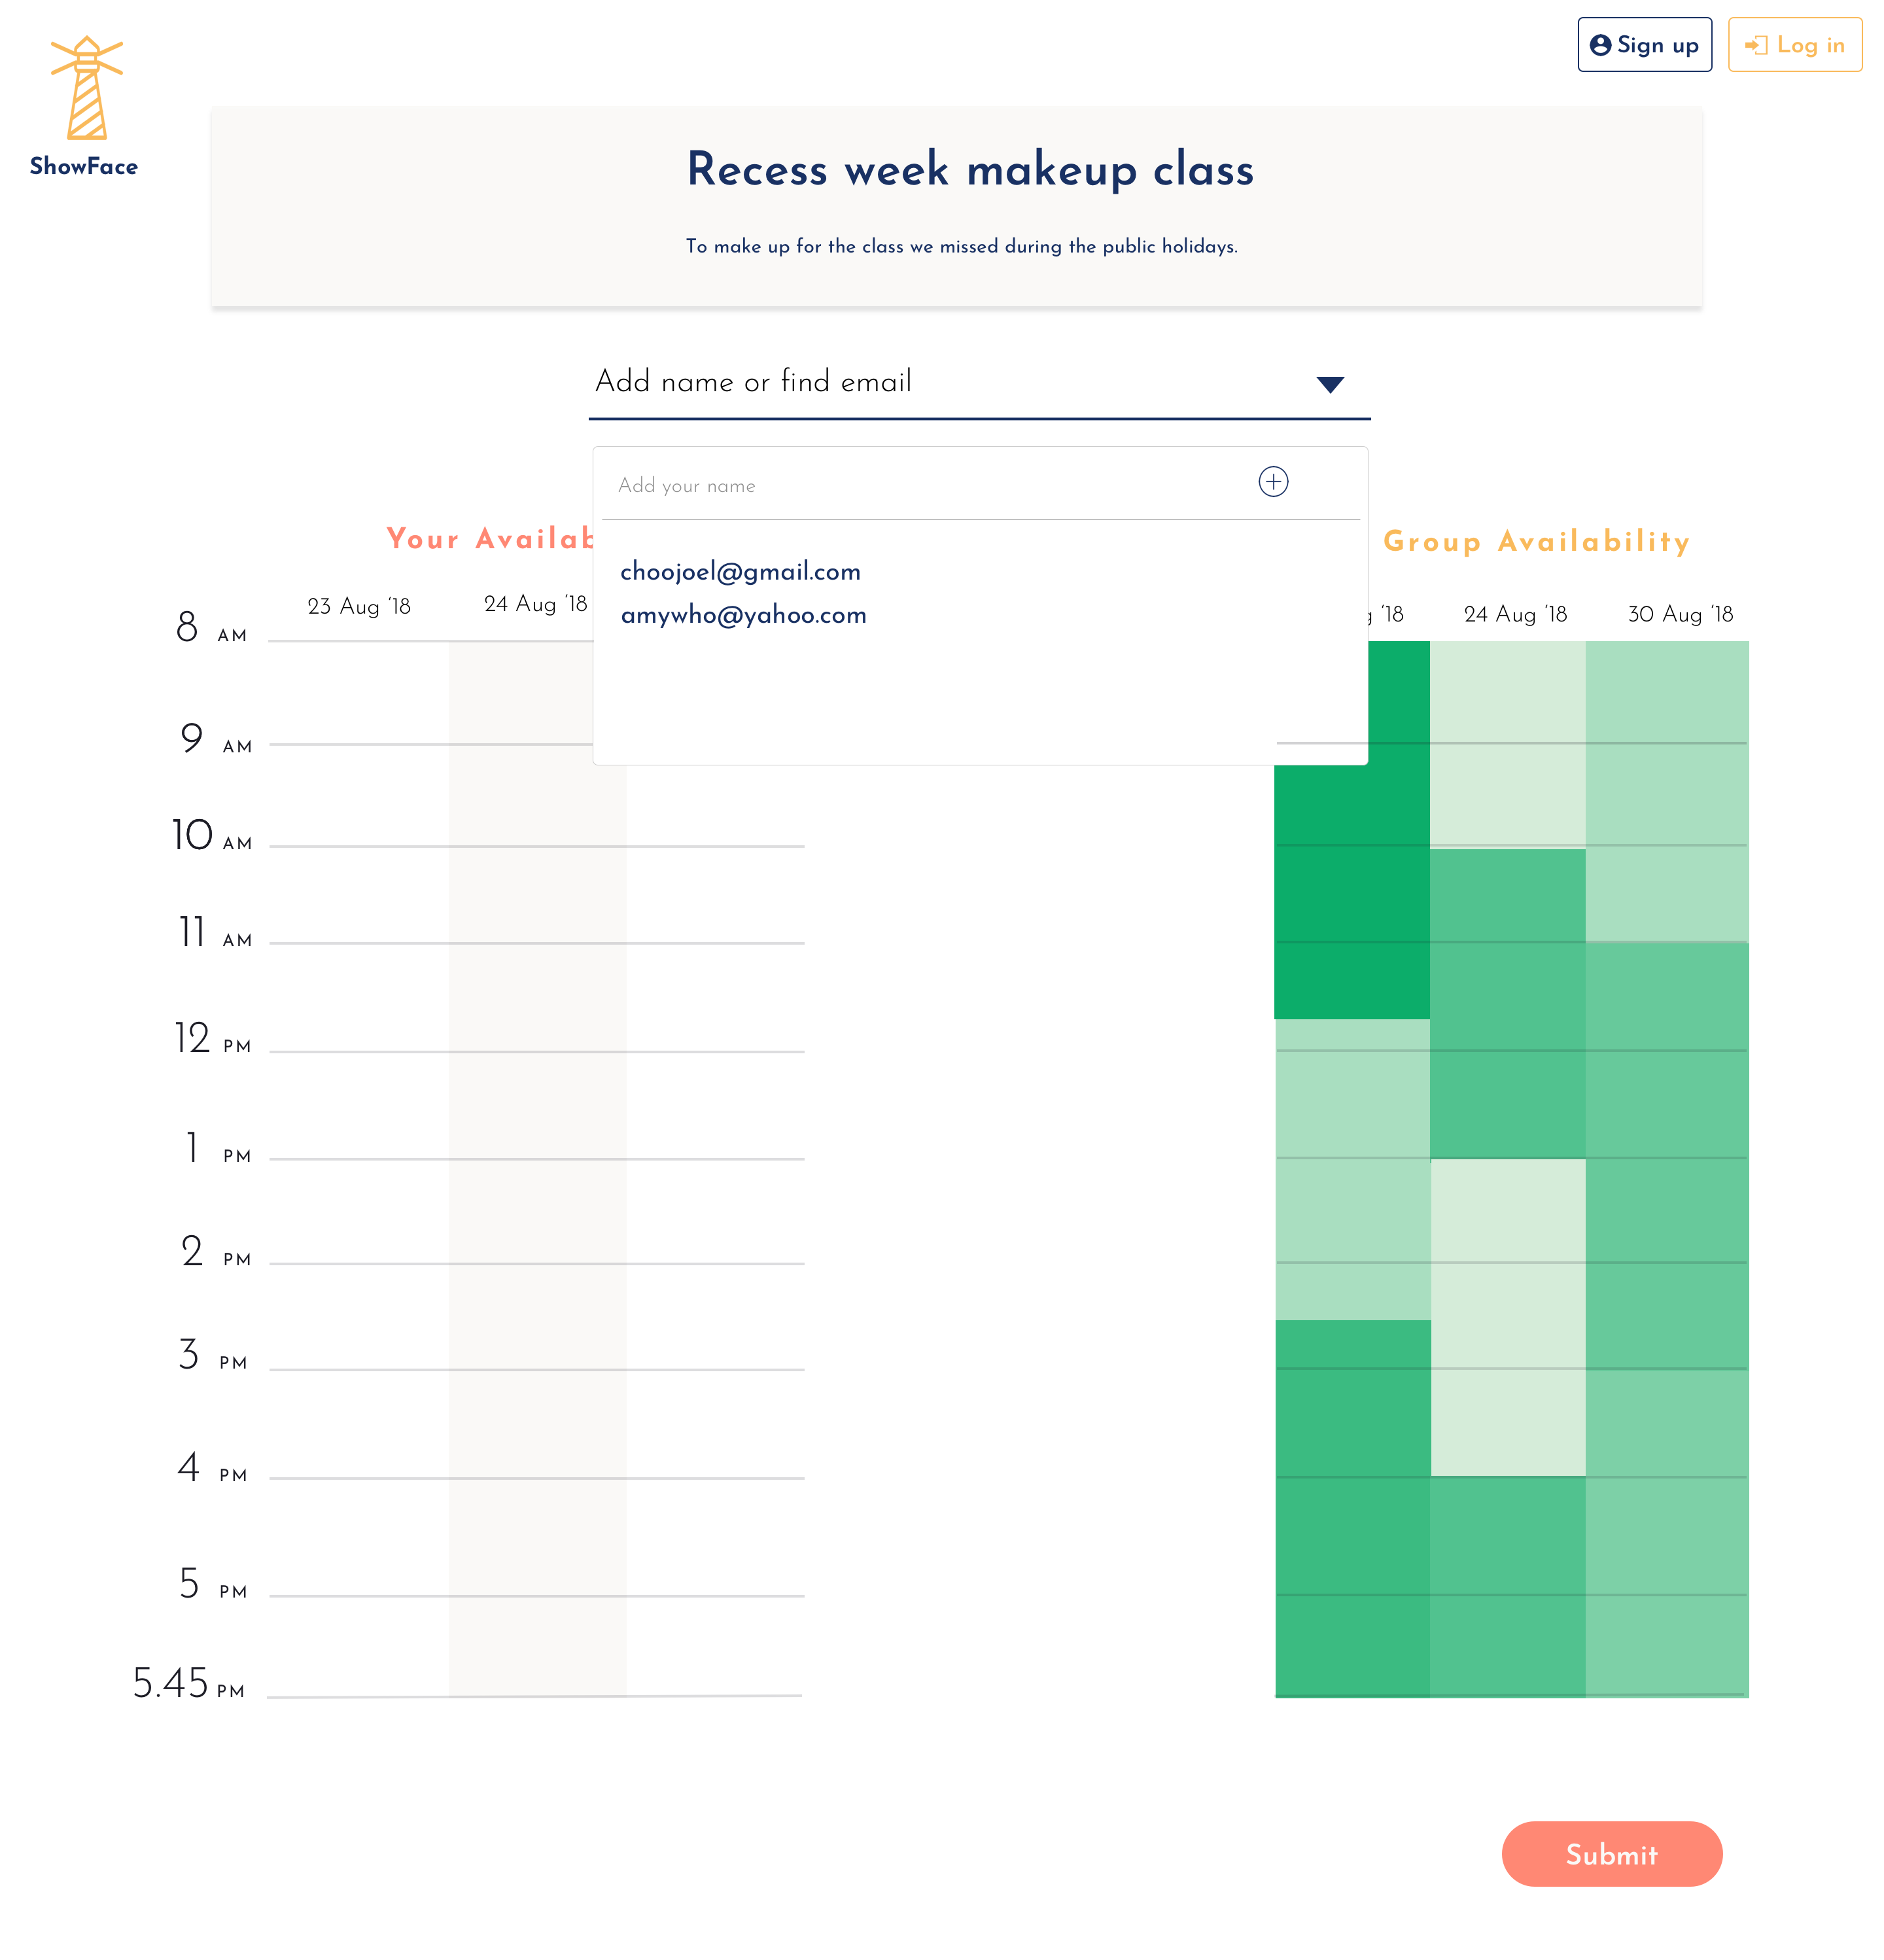 Sign up
Log in
ShowFace
Recess week makeup class
To make up for the class we missed during the public holidays.
Add name or find email
Add your name
choojoel@gmail.com
amywho@yahoo.com
Your Availab
Group Availability
23 Aug '18
24 Aug '18
g '18
24 Aug '18
30 Aug '18
8 AM
9 AM
10 AM
11 AM
12 PM
1 PM
2 PM
3 PM
4 PM
5 PM
5.45 PM
Submit